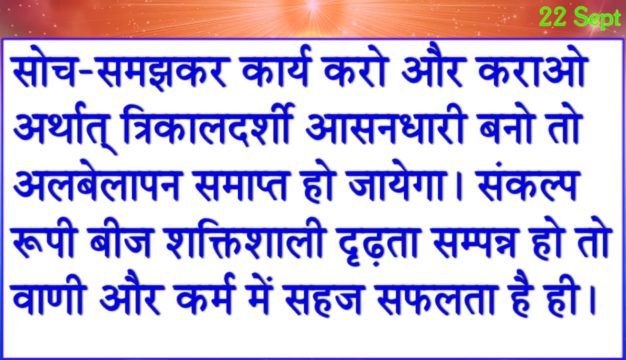 22 Sept
सोच-समझकर कार्य करो और कराओ
अर्थात् त्रिकालदर्शी आसनधारी बनो तो
अलबेलापन समाप्त हो जायेगा। संकल्प
रूपी बीज शक्तिशाली दृढ़ता सम्पन्न हो तो
वाणी और कर्म में सहज सफलता है ही।